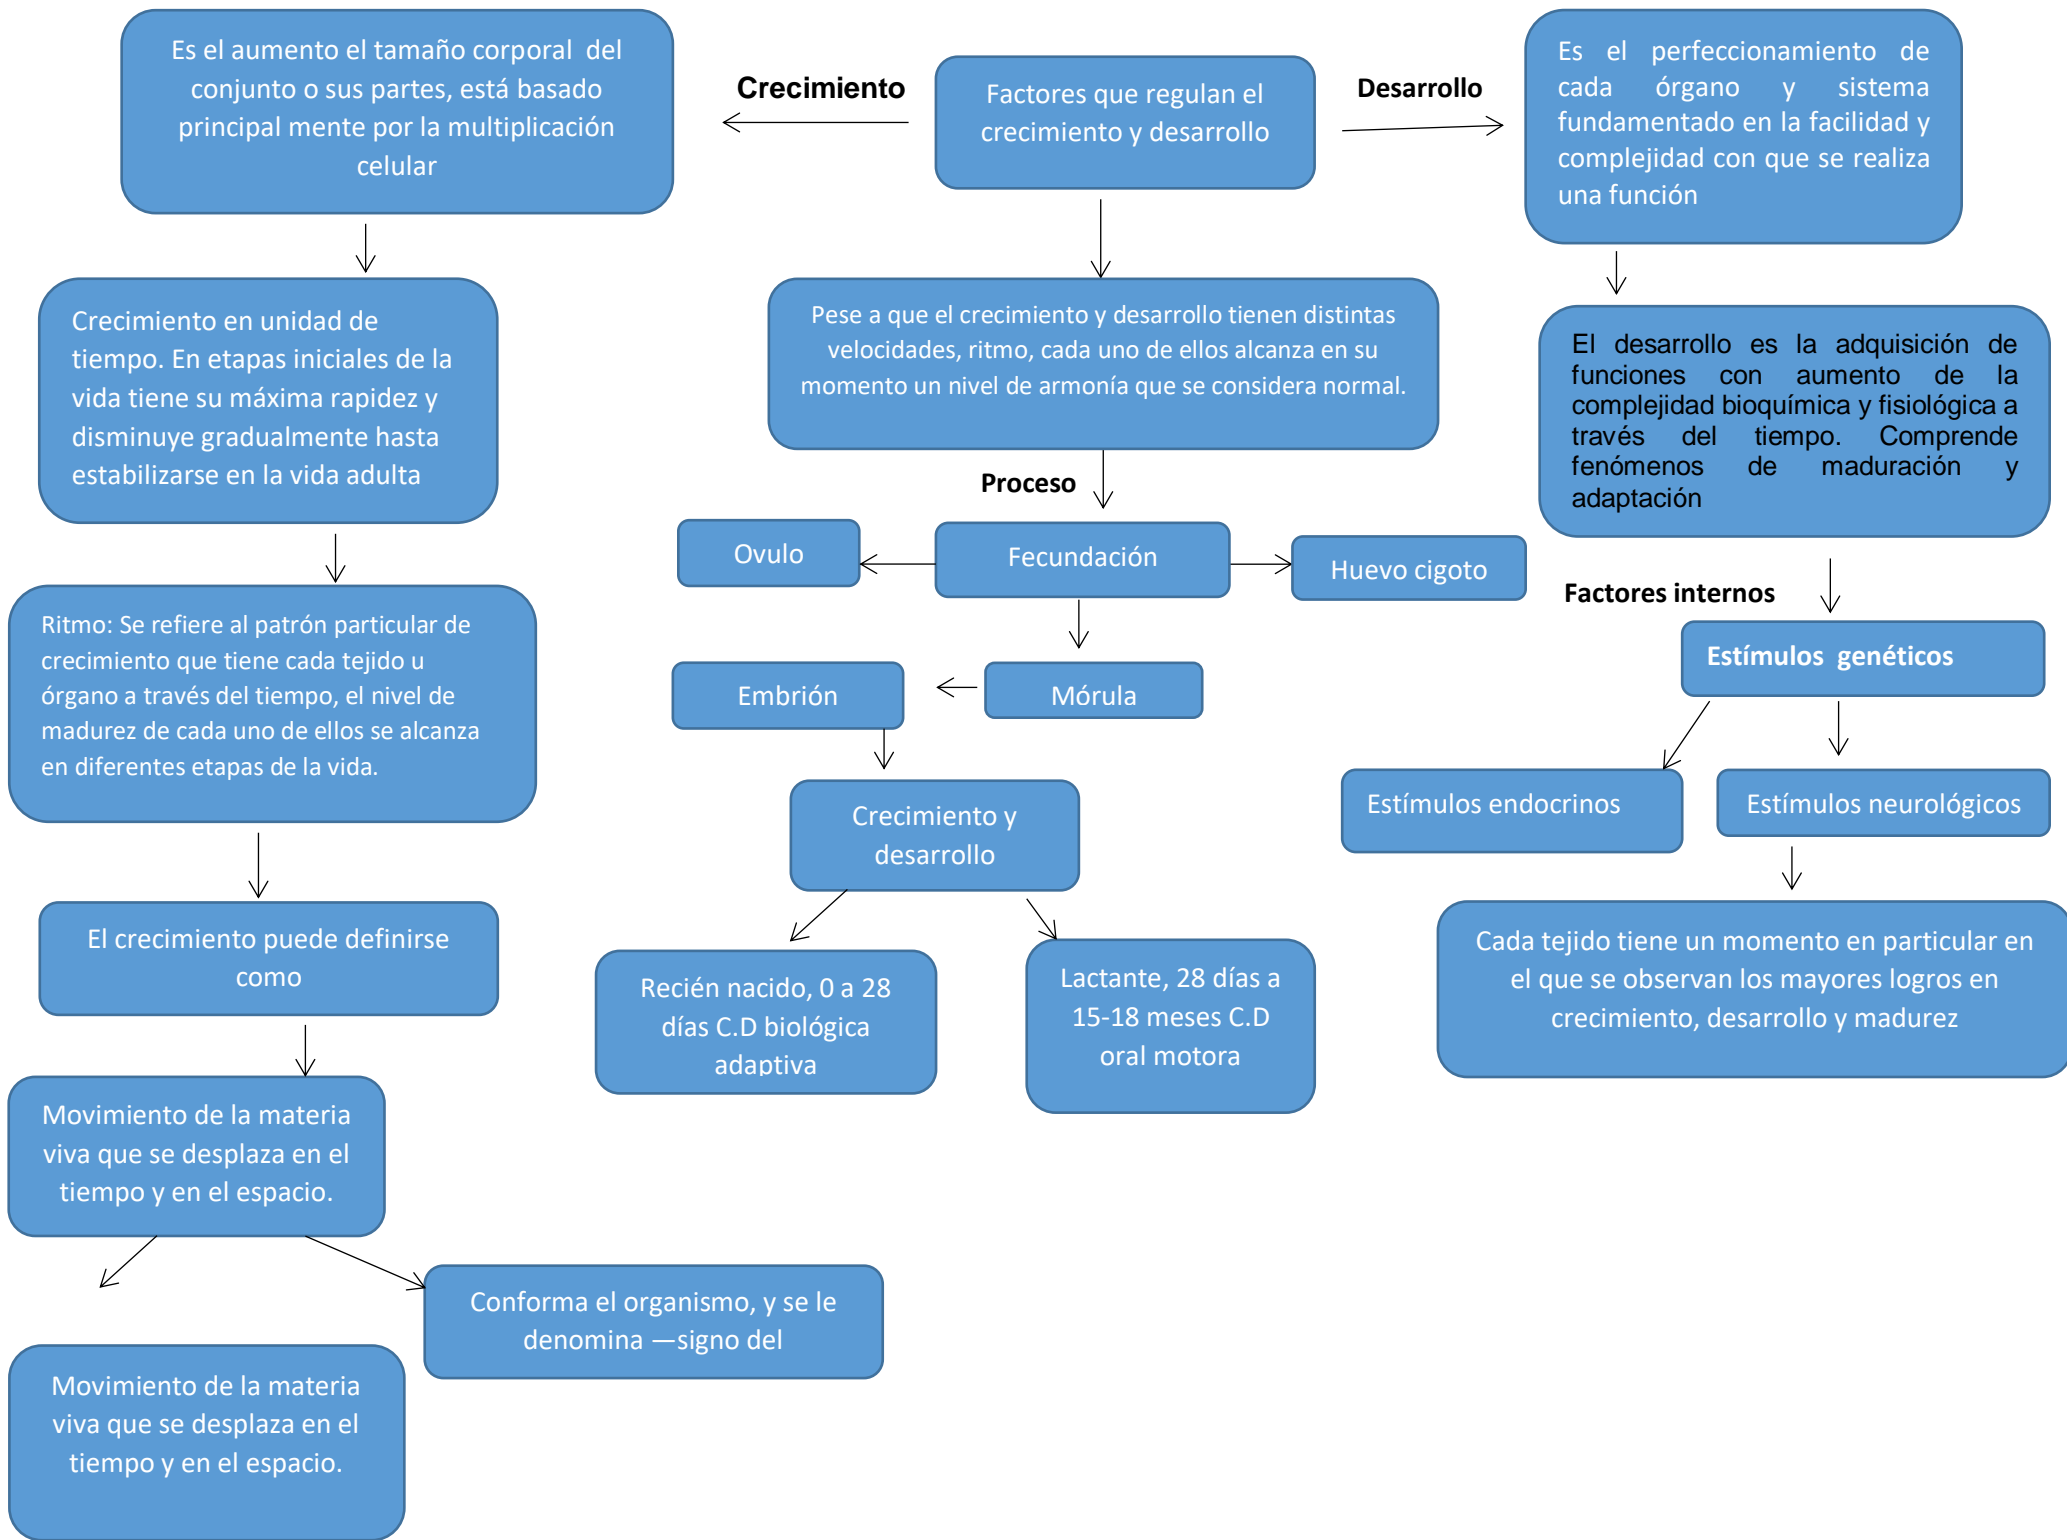 Es el aumento el tamaño corporal  del
conjunto o sus partes, está basado
principal mente por la multiplicación
celular
Crecimiento
Factores que regulan el
crecimiento y desarrollo
Desarrollo
Es el perfeccionamiento de
cada órgano y sistema
fundamentado en la facilidad y
complejidad con que se realiza
una función
Crecimiento en unidad de
tiempo. En etapas iniciales de la
vida tiene su máxima rapidez y
disminuye gradualmente hasta
estabilizarse en la vida adulta
Pese a que el crecimiento y desarrollo tienen distintas
velocidades, ritmo, cada uno de ellos alcanza en su
momento un nivel de armonía que se considera normal.
El desarrollo es la adquisición de
funciones con aumento de la
complejidad bioquímica y fisiológica a
través del tiempo. Comprende
fenómenos de maduración y
adaptación
Proceso
Ovulo
Fecundación
Huevo cigoto
Factores internos
Ritmo: Se refiere al patrón particular de
crecimiento que tiene cada tejido u
órgano a través del tiempo, el nivel de
madurez de cada uno de ellos se alcanza
en diferentes etapas de la vida.
Embrión
Mórula
Estímulos  genéticos
Crecimiento y
desarrollo
Estímulos endocrinos
Estímulos neurológicos
El crecimiento puede definirse
como
Recién nacido, 0 a 28
días C.D biológica
adaptiva
Lactante, 28 días a
15-18 meses C.D
oral motora
Cada tejido tiene un momento en particular en
el que se observan los mayores logros en
crecimiento, desarrollo y madurez
Movimiento de la materia
viva que se desplaza en el
tiempo y en el espacio.
Conforma el organismo, y se le
denomina —signo del
Movimiento de la materia
viva que se desplaza en el
tiempo y en el espacio.